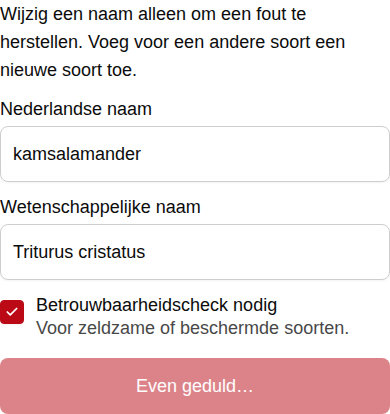 Wijzig een naam alleen om een fout te
herstellen. Voeg voor een andere soort een
nieuwe soort toe.
Nederlandse naam
kamsalamander
Wetenschappelijke naam
Triturus cristatus
Betrouwbaarheidscheck nodig
Voor zeldzame of beschermde soorten.
Even geduld…